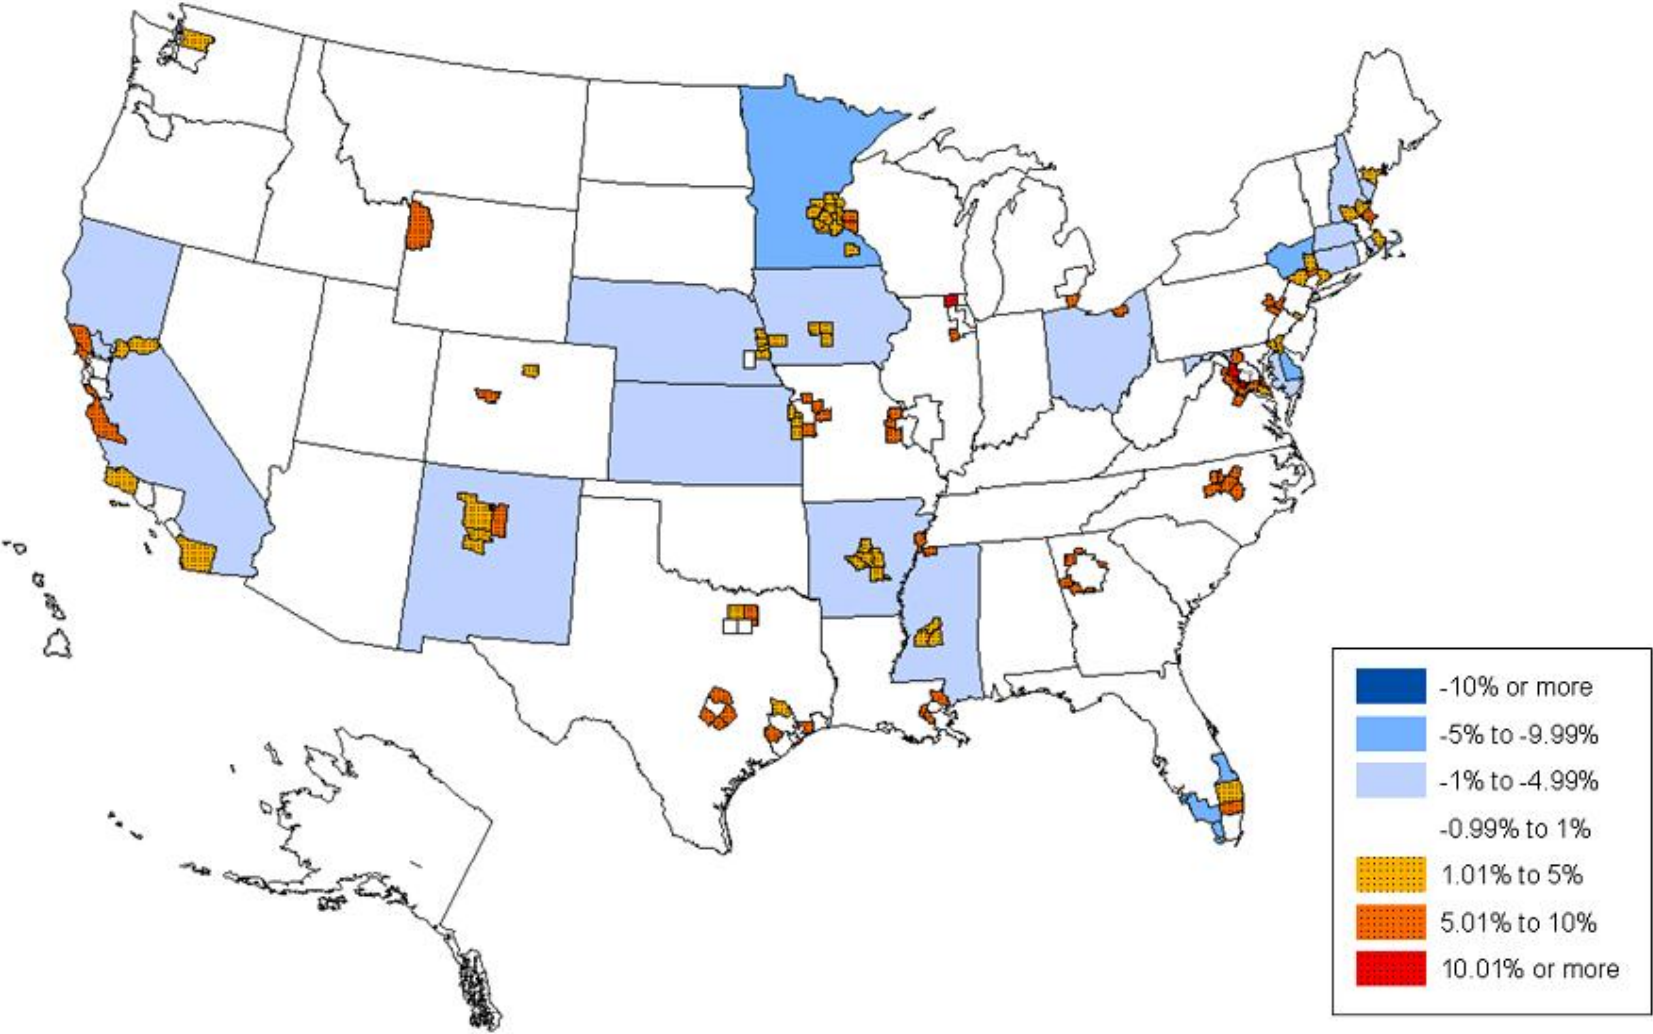 -10% or more
-5% to -9.99%
-1% to -4.99%
-0.99% to 1%
1.01% to 5%
5.01% to 10%
10.01% or more